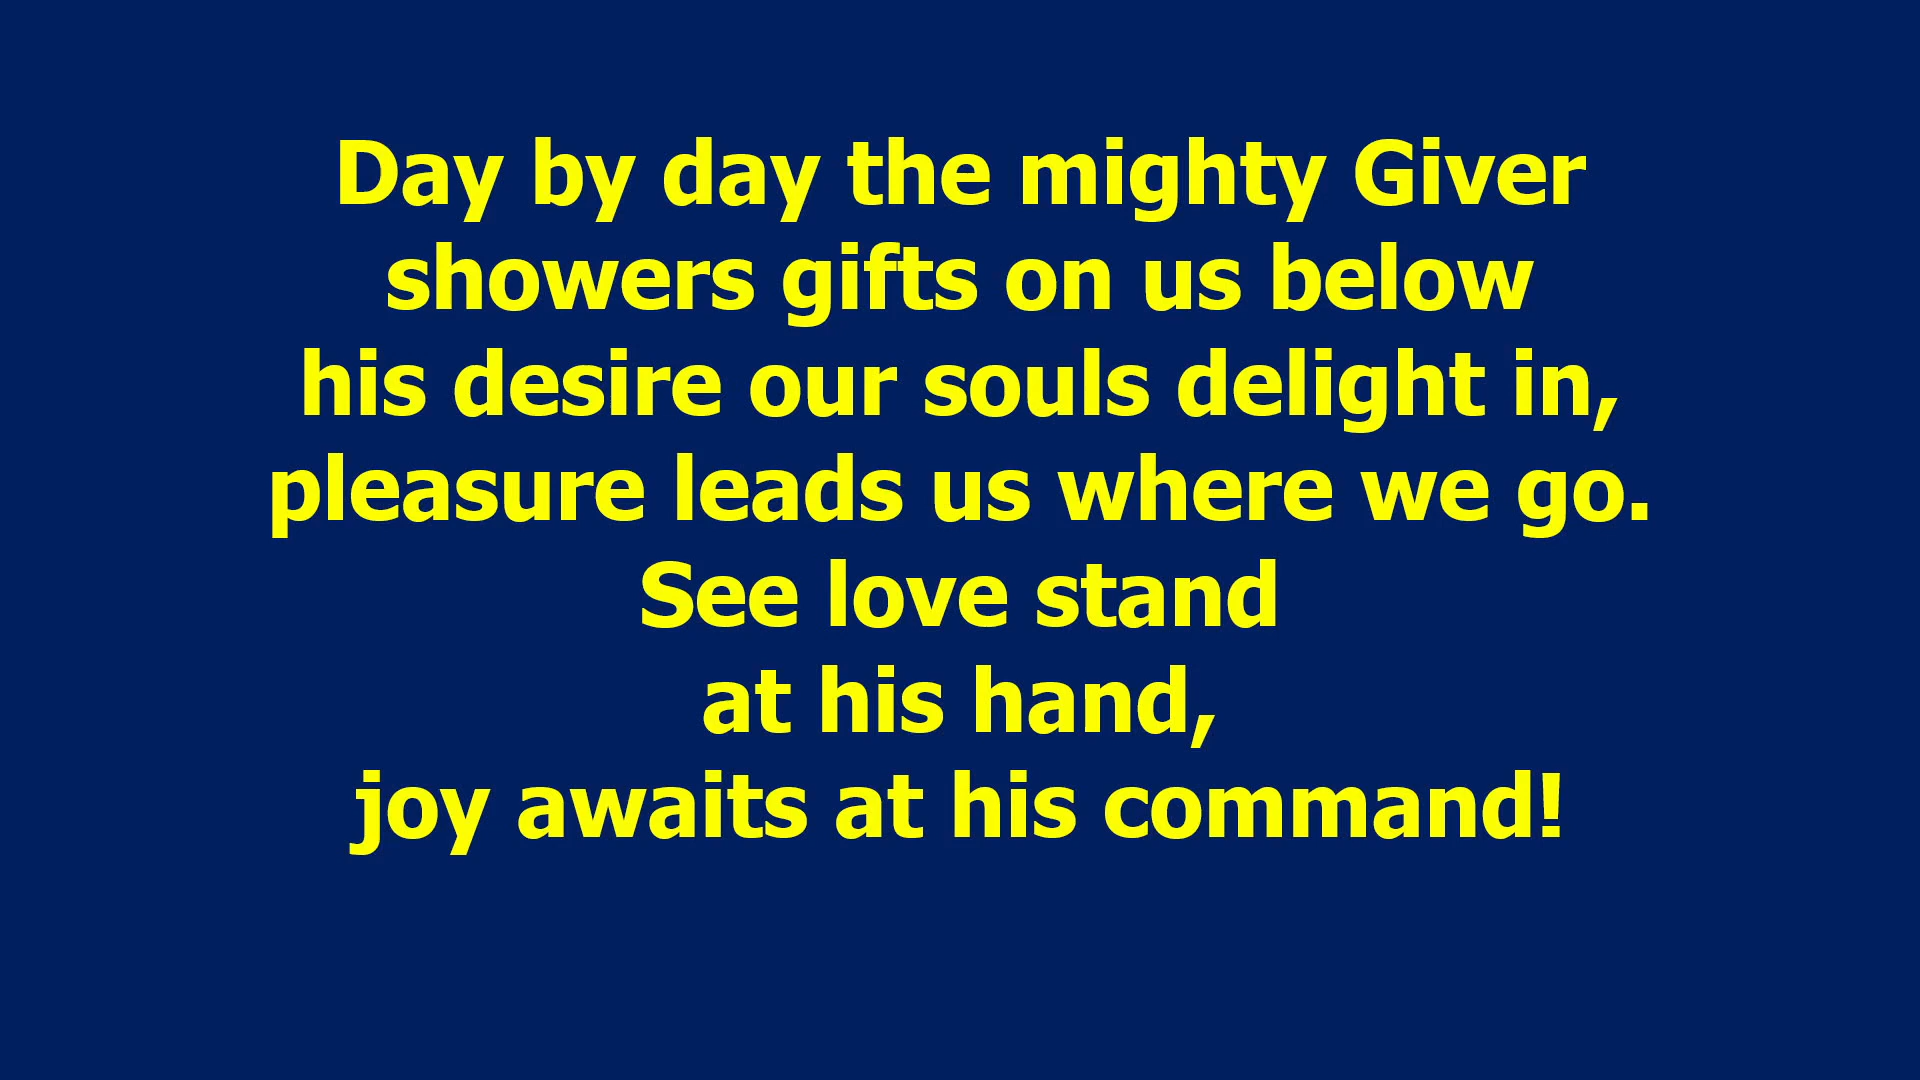 Day by day the mighty Giver
showers gifts on us below
his desire our souls delight in,
pleasure leads us where we go.
See love stand
at his hand,
joy awaits at his command!